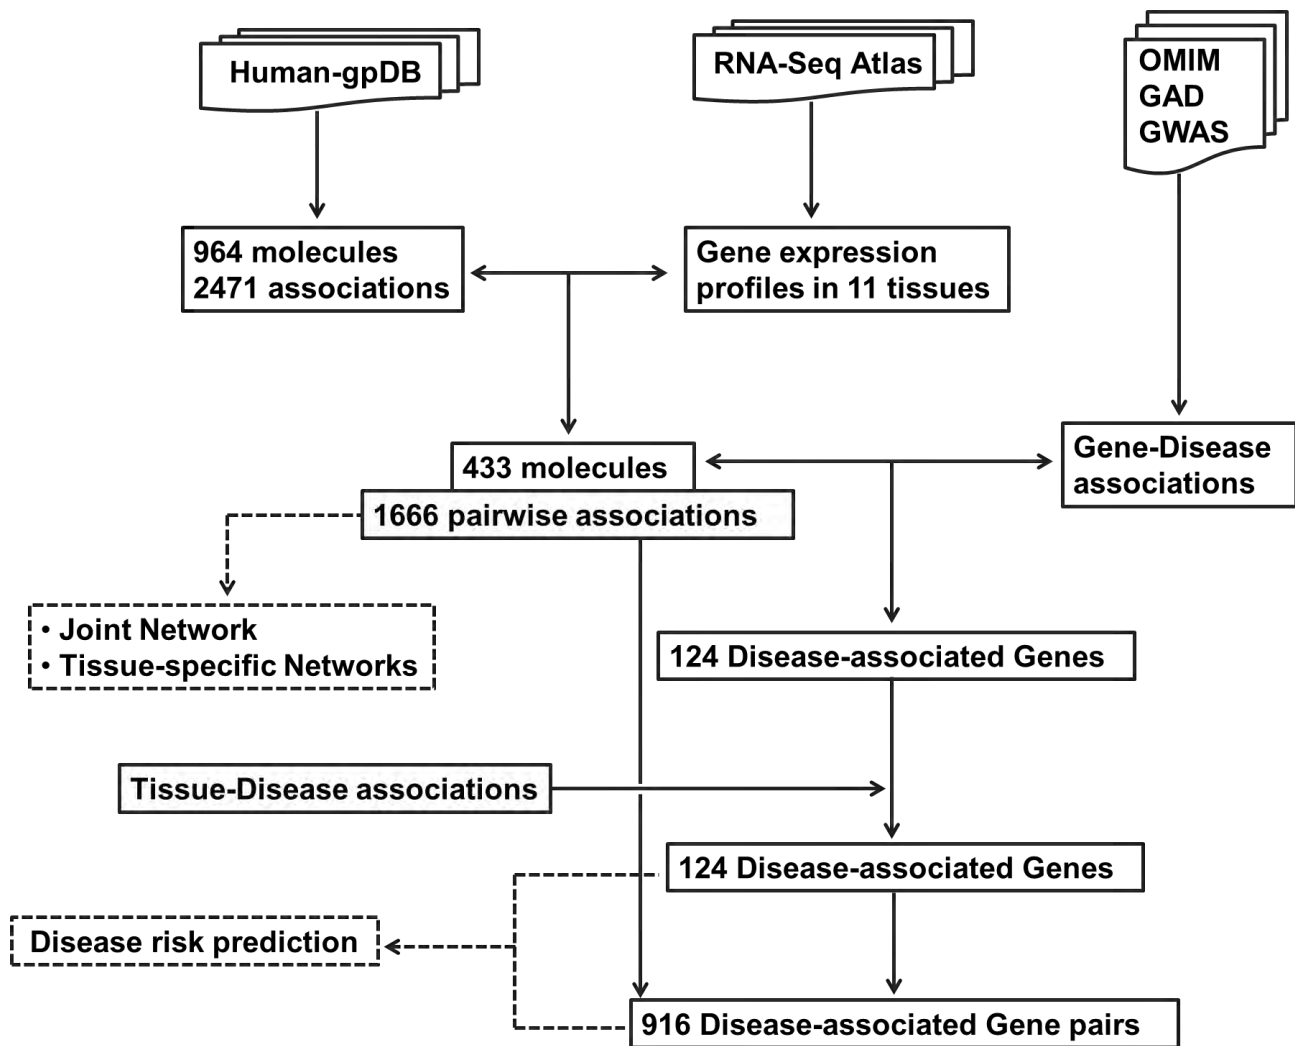 Human-gpDB
RNA-Seq Atlas
OMIM
GAD
GWAS
964 molecules
2471 associations
Gene expression
profiles in 11 tissues
433 molecules
1666 pairwise associations
Gene-Disease
associations
• Joint Network
• Tissue-specific Networks
124 Disease-associated Genes
Tissue-Disease associations
124 Disease-associated Genes
Disease risk prediction
916 Disease-associated Gene pairs